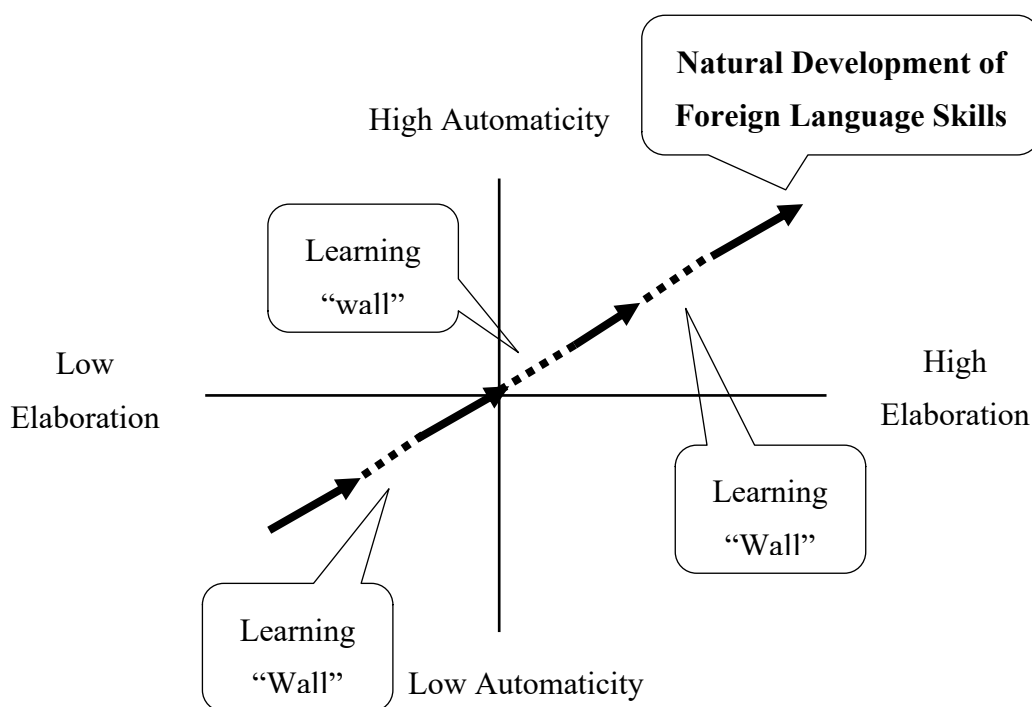 Natural Development of
Foreign Language Skills
High Automaticity
Learning
“wall”
Low
Elaboration
High
Elaboration
Learning
“Wall”
Learning
“Wall”
Low Automaticity